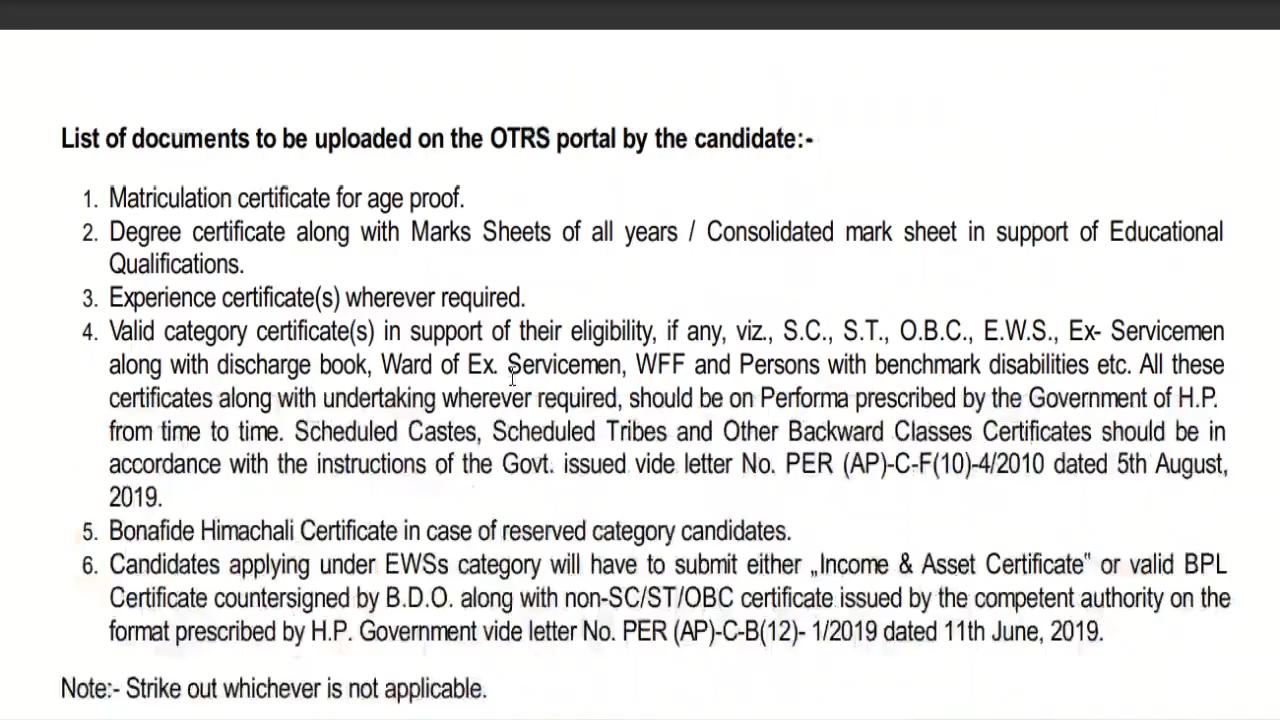 List of documents to be uploaded on the OTRS portal by the candidate:-
1. Matriculation certificate for age proof.
2. Degree certificate along with Marks Sheets of all years / Consolidated mark sheet in support of Educational
Qualifications.
3. Experience certificate(s) wherever required.
4. Valid category certificate(s) in support of their eligibility, if any, viz., S.C., S.T., O.B.C., E.W.S., Ex- Servicemen
along with discharge book, Ward of Ex. Servicemen, WFF and Persons with benchmark disabilities etc. All these
certificates along with undertaking wherever required, should be on Performa prescribed by the Government of H.P.
from time to time. Scheduled Castes, Scheduled Tribes and Other Backward Classes Certificates should be in
accordance with the instructions of the Govt. issued vide letter No. PER (AP)-C-F(10)-4/2010 dated 5th August,
2019.
5. Bonafide Himachali Certificate in case of reserved category candidates.
6. Candidates applying under EWSs category will have to submit either „Income & Asset Certificate‟ or valid BPL
Certificate countersigned by B.D.O. along with non-SC/ST/OBC certificate issued by the competent authority on the
format prescribed by H.P. Government vide letter No. PER (AP)-C-B(12)- 1/2019 dated 11th June, 2019.
Note:- Strike out whichever is not applicable.